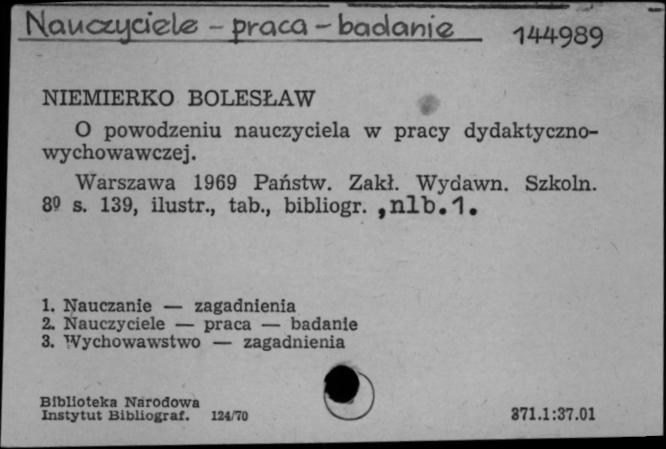 Nauczyciele - praca - badanie 144989
NIEMIERKO BOLESŁAW
O powodzeniu nauczyciela w pracy dydaktyczno-
wychowawczej.
Warszawa 1969 Państw. Zakł. Wydawn. Szkoln.
8º s. 139, ilustr., tab., bibliogr. ,nlb.1.
1. Nauczanie — zagadnienia
2. Nauczyciele — praca — badanie
3. Wychowawstwo — zagadnienia
Biblioteka Narodowa
Instytut Bibliograf. 124/70 371.1:37.01